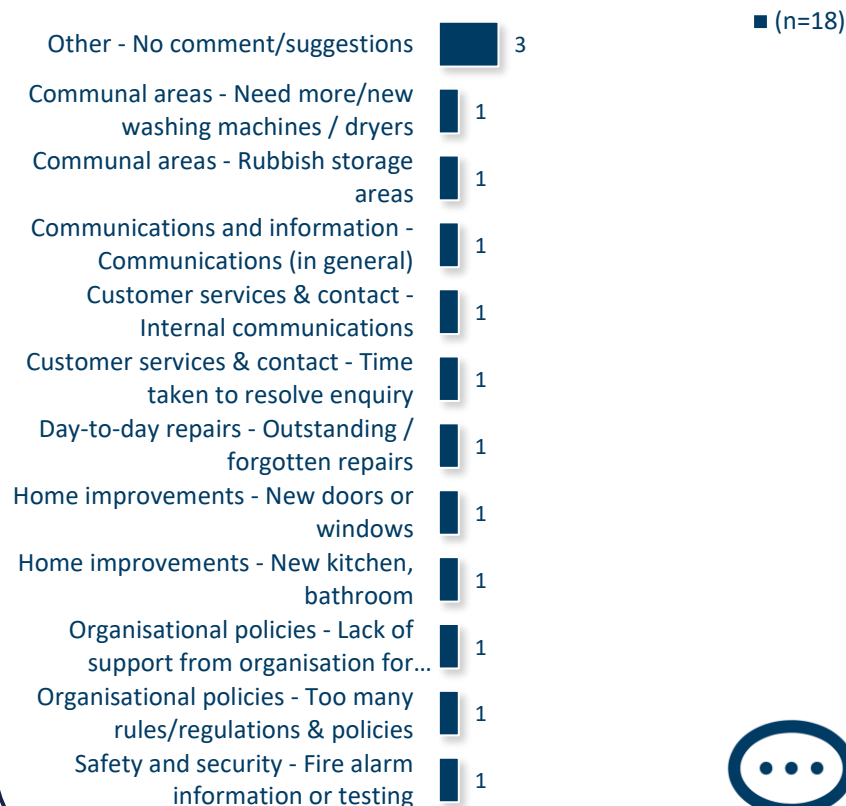 (n=18)
Other - No comment/suggestions 3
Communal areas - Need more/new
washing machines / dryers 1
Communal areas - Rubbish storage
areas 1
Communications and information -
Communications (in general) 1
Customer services & contact -
Internal communications 1
Customer services & contact - Time
taken to resolve enquiry 1
Day-to-day repairs - Outstanding /
forgotten repairs 1
Home improvements - New doors or
windows 1
Home improvements - New kitchen,
bathroom 1
Organisational policies - Lack of
support from organisation for... 1
Organisational policies - Too many
rules/regulations & policies 1
Safety and security - Fire alarm
information or testing 1